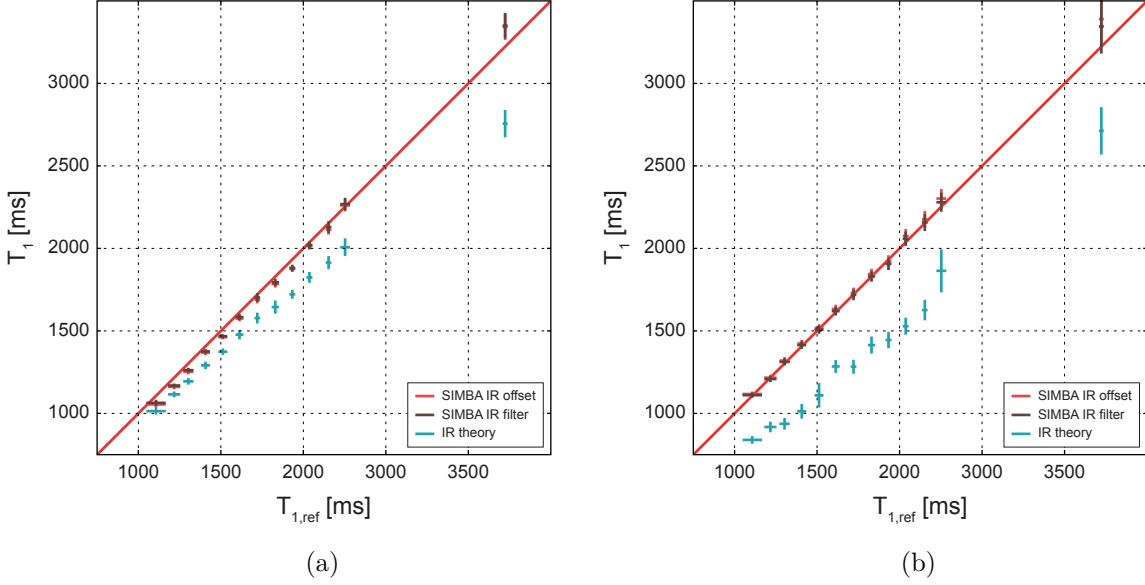 3000
2500
2000
1500
1000
T1 [ms]
SIMBA IR offset
SIMBA IR filter
IR theory
1000 1500 2000 2500 3000 3500
T1,ref [ms]
(a)
3000
2500
2000
1500
1000
T1 [ms]
SIMBA IR offset
SIMBA IR filter
IR theory
1000 1500 2000 3000 3000 3500
T1,ref [ms]
(b)